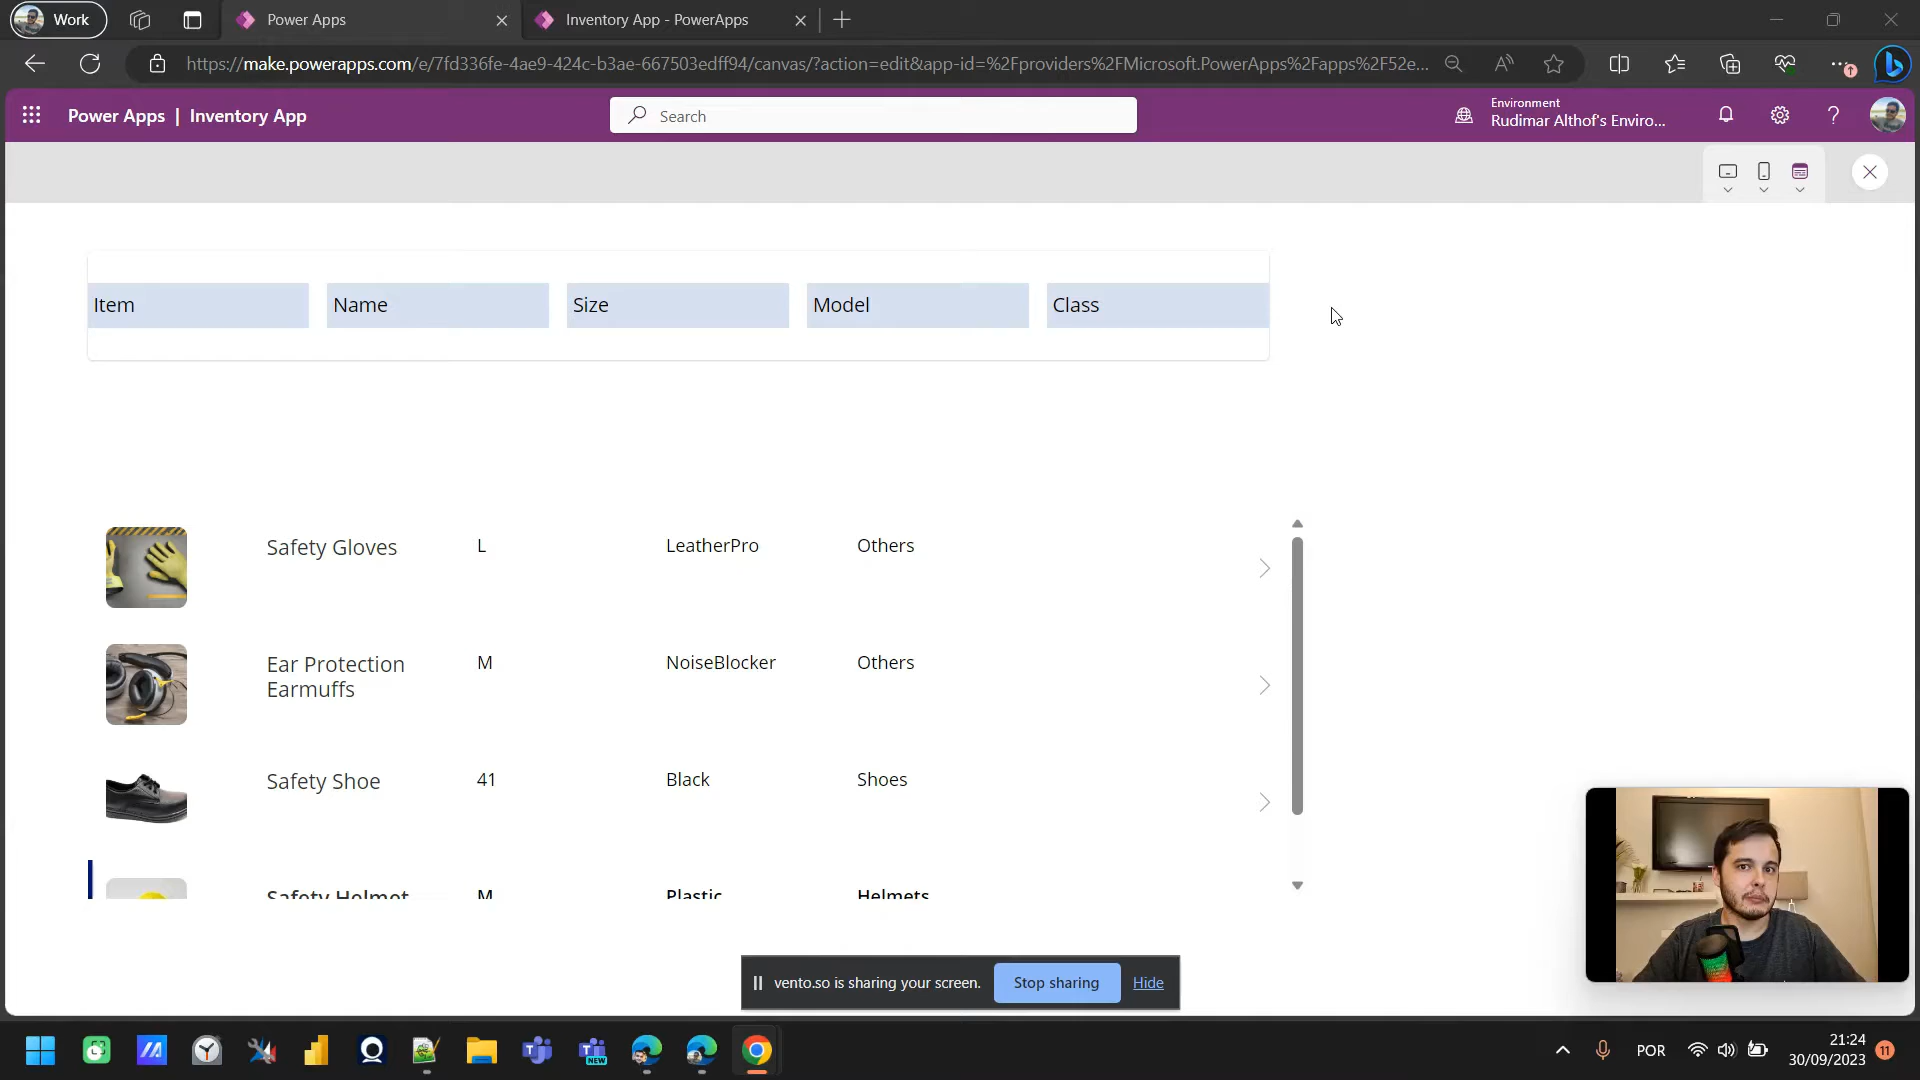 Work
Power Apps
Inventory App - PowerApps
https://make.powerapps.com/e/7fd336fe-4ae9-424c-b3ae-667503edff94/canvas/?action=edit&app-id=%2Fproviders%2FMicrosoft.PowerApps%2Fapps%2F52e...
Power Apps | Inventory App
Search
Environment
Rudimar Althof's Enviro...
Item
Name
Size
Model
Class
Safety Gloves
L
LeatherPro
Others
Ear Protection
Earmuffs
M
NoiseBlocker
Others
Safety Shoe
41
Black
Shoes
Safety Helmet
M
Plastic
Helmets
vento.so is sharing your screen.
Stop sharing
Hide
NEW
POR
21:24
30/09/2023
11